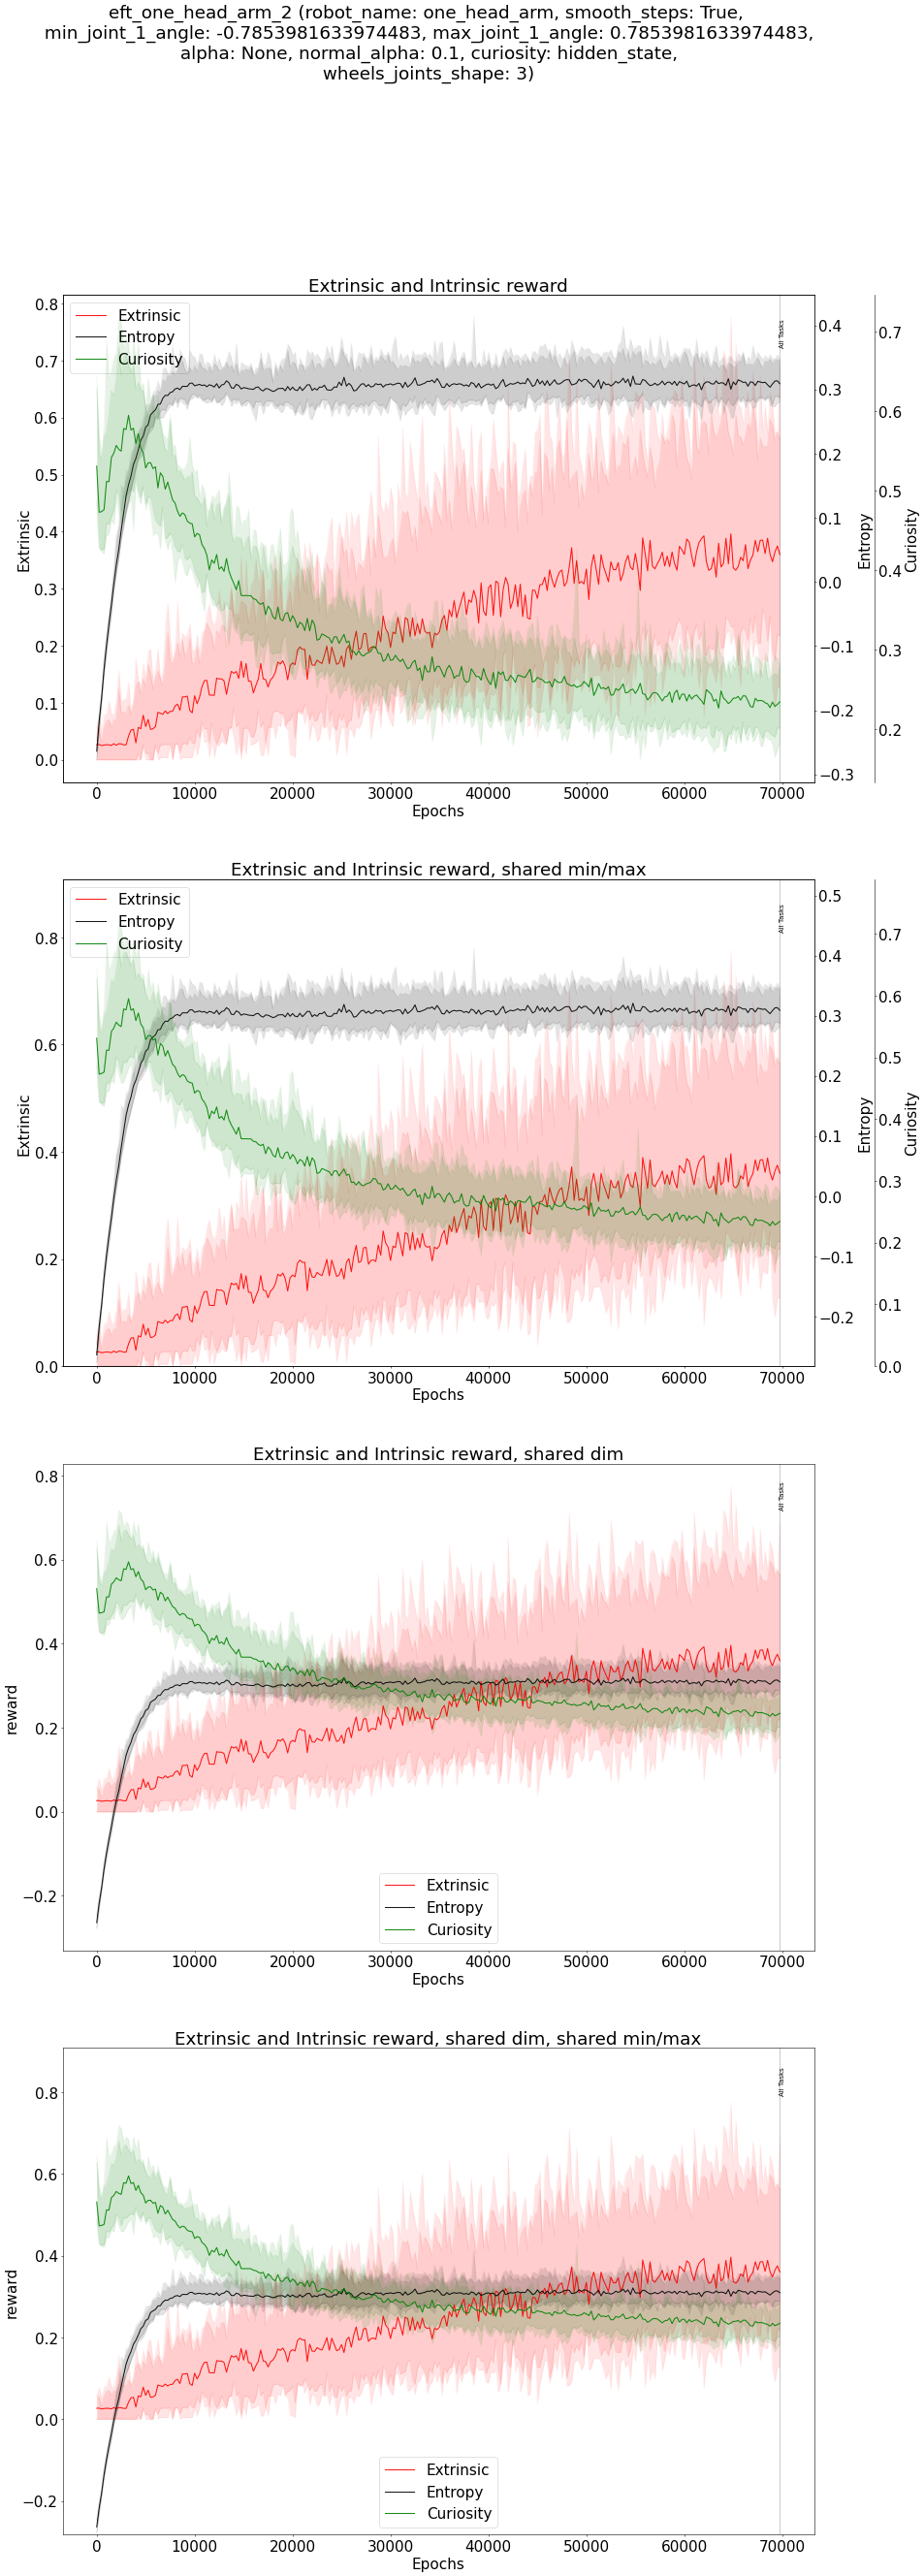 eft_one_head_arm_2 (robot_name: one_head_arm, smooth_steps: True,
min_joint_1_angle: -0.7853981633974483, max_joint_1_angle: 0.7853981633974483,
alpha: None, normal_alpha: 0.1, curiosity: hidden_state,
wheels_joints_shape: 3)
Extrinsic and Intrinsic reward
Extrinsic
Entropy
Curiosity
All Tasks
0.8
0.7
0.6
0.5
0.4
0.3
0.2
0.1
0.0
Extrinsic
0.4
0.3
0.2
0.1
0.0
−0.1
−0.2
−0.3
Entropy
0.7
0.6
0.5
0.4
0.3
0.2
Curiosity
0 10000 20000 30000 40000 50000 60000 70000
Epochs
Extrinsic and Intrinsic reward, shared min/max
Extrinsic
Entropy
Curiosity
All Tasks
0.8
0.6
0.4
0.2
0.0
Extrinsic
0.5
0.4
0.3
0.2
0.1
0.0
−0.1
−0.2
Entropy
0.7
0.6
0.5
0.4
0.3
0.2
0.1
0.0
Curiosity
0 10000 20000 30000 40000 50000 60000 70000
Epochs
Extrinsic and Intrinsic reward, shared dim
All Tasks
0.8
0.6
0.4
0.2
0.0
−0.2
reward
Extrinsic
Entropy
Curiosity
0 10000 20000 30000 40000 50000 60000 70000
Epochs
Extrinsic and Intrinsic reward, shared dim, shared min/max
All Tasks
0.8
0.6
0.4
0.2
0.0
−0.2
reward
Extrinsic
Entropy
Curiosity
0 10000 20000 30000 40000 50000 60000 70000
Epochs